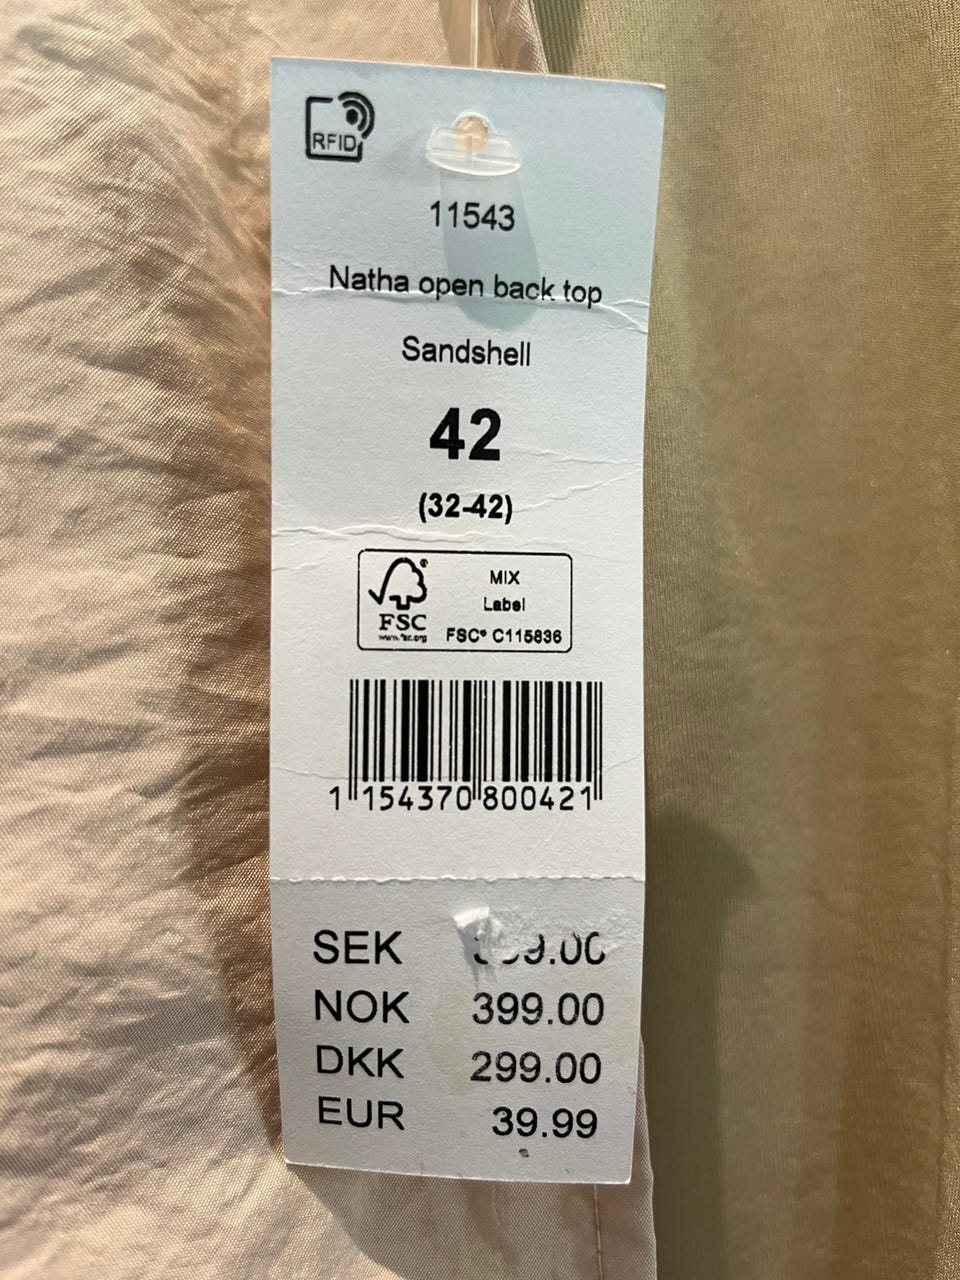 RFID
11543
Natha open back top
Sandshell
42
(32-42)
MIX
Label
FSC® C115836
FSC
www.fsc.org
1 154370 800421
SEK
NOK 399.00
DKK 299.00
EUR 39.99